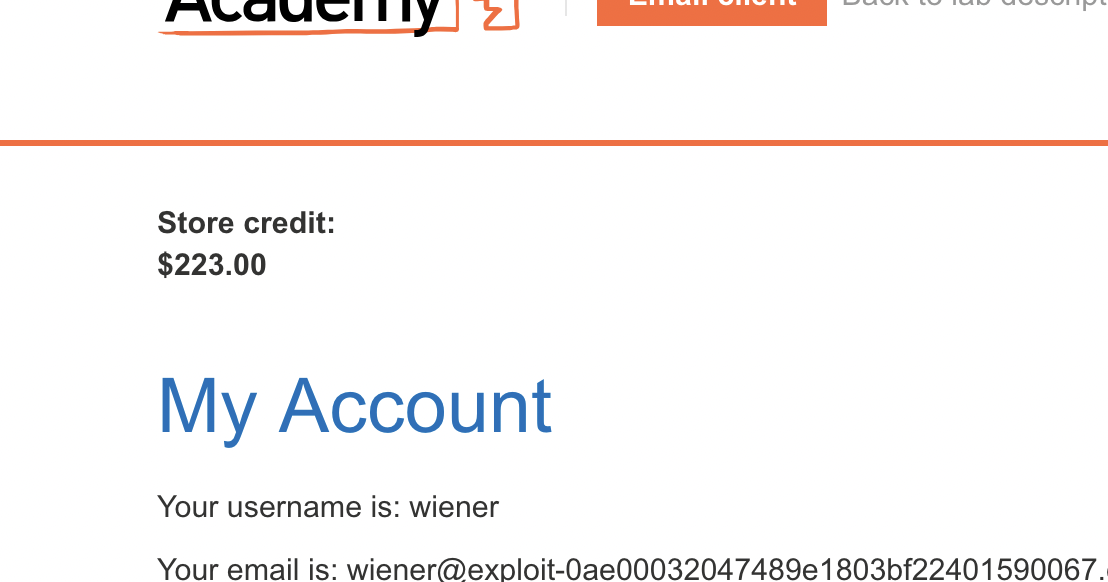 Academy
Email client Back to lab descript
Store credit:
$223.00
My Account
Your username is: wiener
Your email is: wiener@exploit-0ae00032047489e1803bf22401590067.